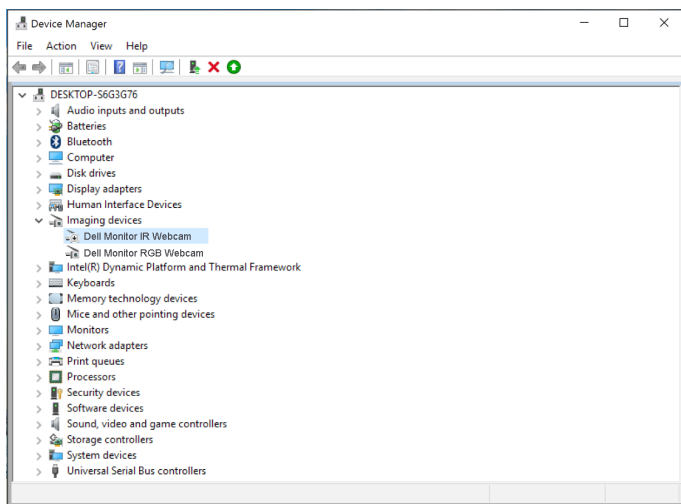 Device Manager
File Action View Help
DESKTOP-S6G3G76
Audio inputs and outputs
Batteries
Bluetooth
Computer
Disk drives
Display adapters
Human Interface Devices
Imaging devices
Dell Monitor IR Webcam
Dell Monitor RGB Webcam
Intel(R) Dynamic Platform and Thermal Framework
Keyboards
Memory technology devices
Mice and other pointing devices
Monitors
Network adapters
Print queues
Processors
Security devices
Software devices
Sound, video and game controllers
Storage controllers
System devices
Universal Serial Bus controllers